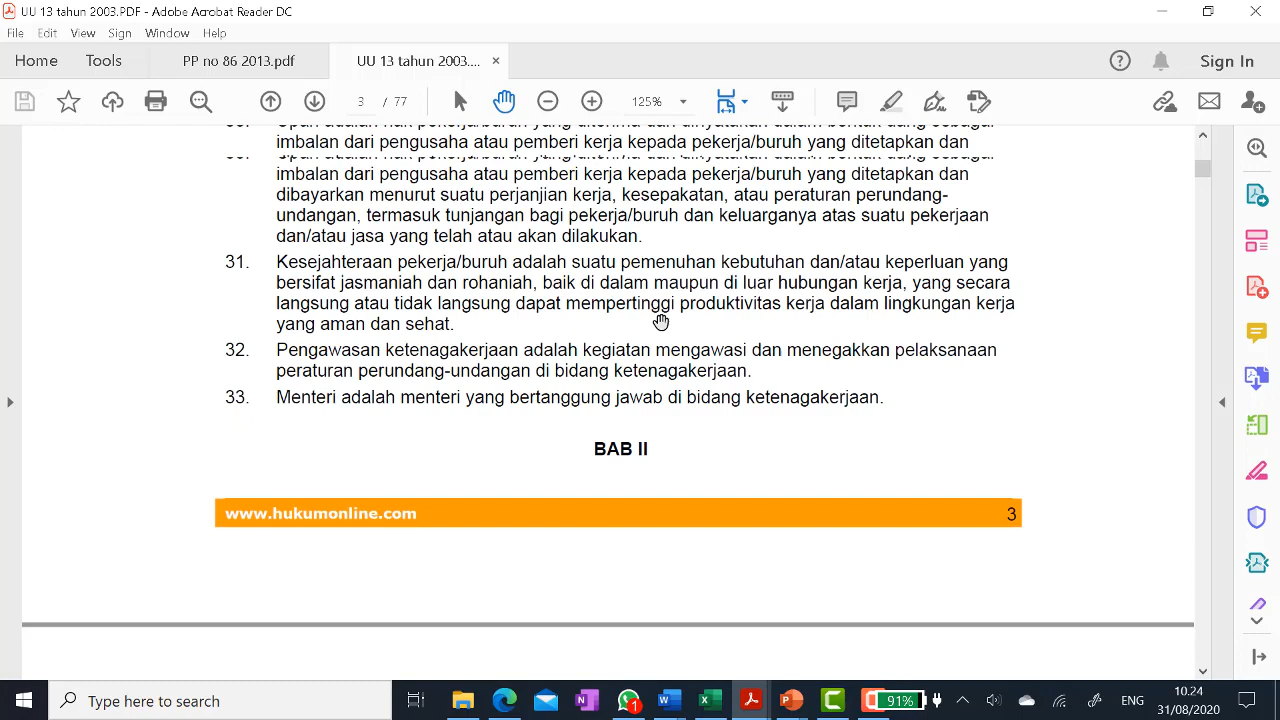 UU 13 tahun 2003.PDF - Adobe Acrobat Reader DC
File Edit View Sign Window Help
Home Tools PP no 86 2013.pdf UU 13 tahun 2003.... × Sign In
3 / 77 125%
imbalan dari pengusaha atau pemberi kerja kepada pekerja/buruh yang ditetapkan dan
imbalan dari pengusaha atau pemberi kerja kepada pekerja/buruh yang ditetapkan dan
dibayarkan menurut suatu perjanjian kerja, kesepakatan, atau peraturan perundang-
undangan, termasuk tunjangan bagi pekerja/buruh dan keluarganya atas suatu pekerjaan
dan/atau jasa yang telah atau akan dilakukan.
31. Kesejahteraan pekerja/buruh adalah suatu pemenuhan kebutuhan dan/atau keperluan yang
bersifat jasmaniah dan rohaniah, baik di dalam maupun di luar hubungan kerja, yang secara
langsung atau tidak langsung dapat mempertinggi produktivitas kerja dalam lingkungan kerja
yang aman dan sehat.
32. Pengawasan ketenagakerjaan adalah kegiatan mengawasi dan menegakkan pelaksanaan
peraturan perundang-undangan di bidang ketenagakerjaan.
33. Menteri adalah menteri yang bertanggung jawab di bidang ketenagakerjaan.
BAB II
www.hukumonline.com 3
Type here to search 1 91% ENG 10.24
31/08/2020